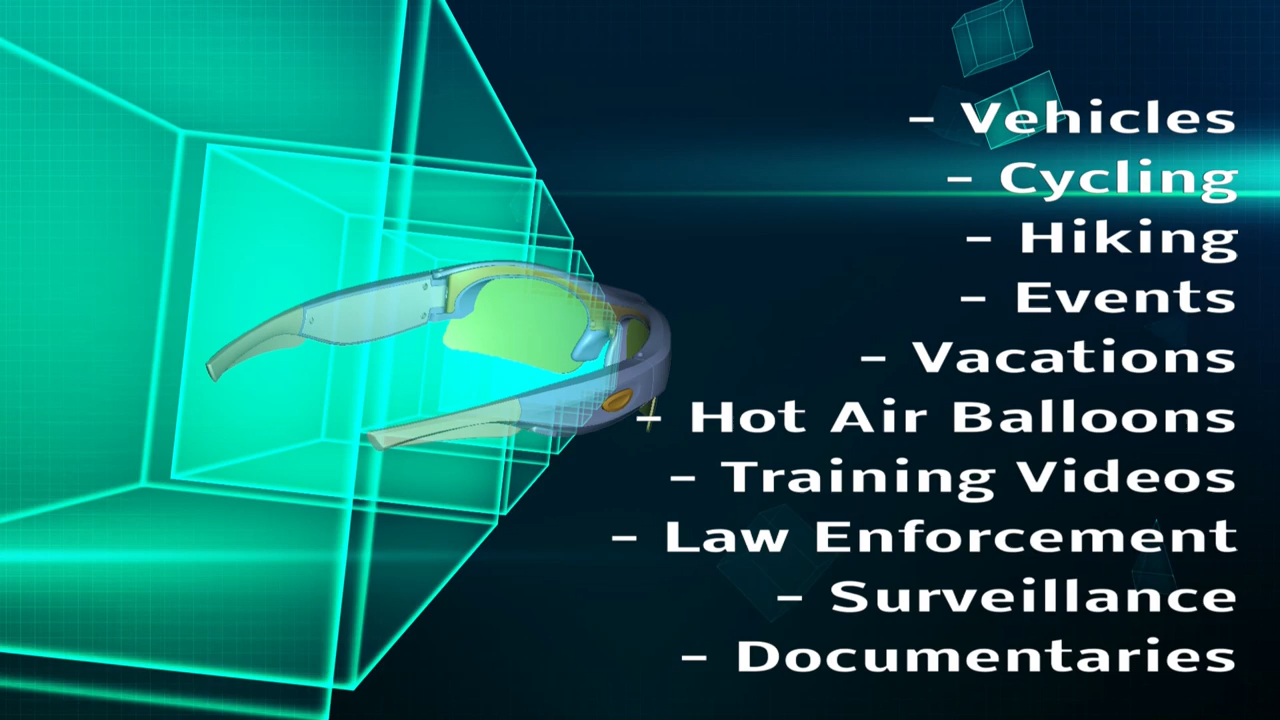 – Vehicles
– Cycling
– Hiking
– Events
– Vacations
– Hot Air Balloons
– Training Videos
– Law Enforcement
– Surveillance
– Documentaries